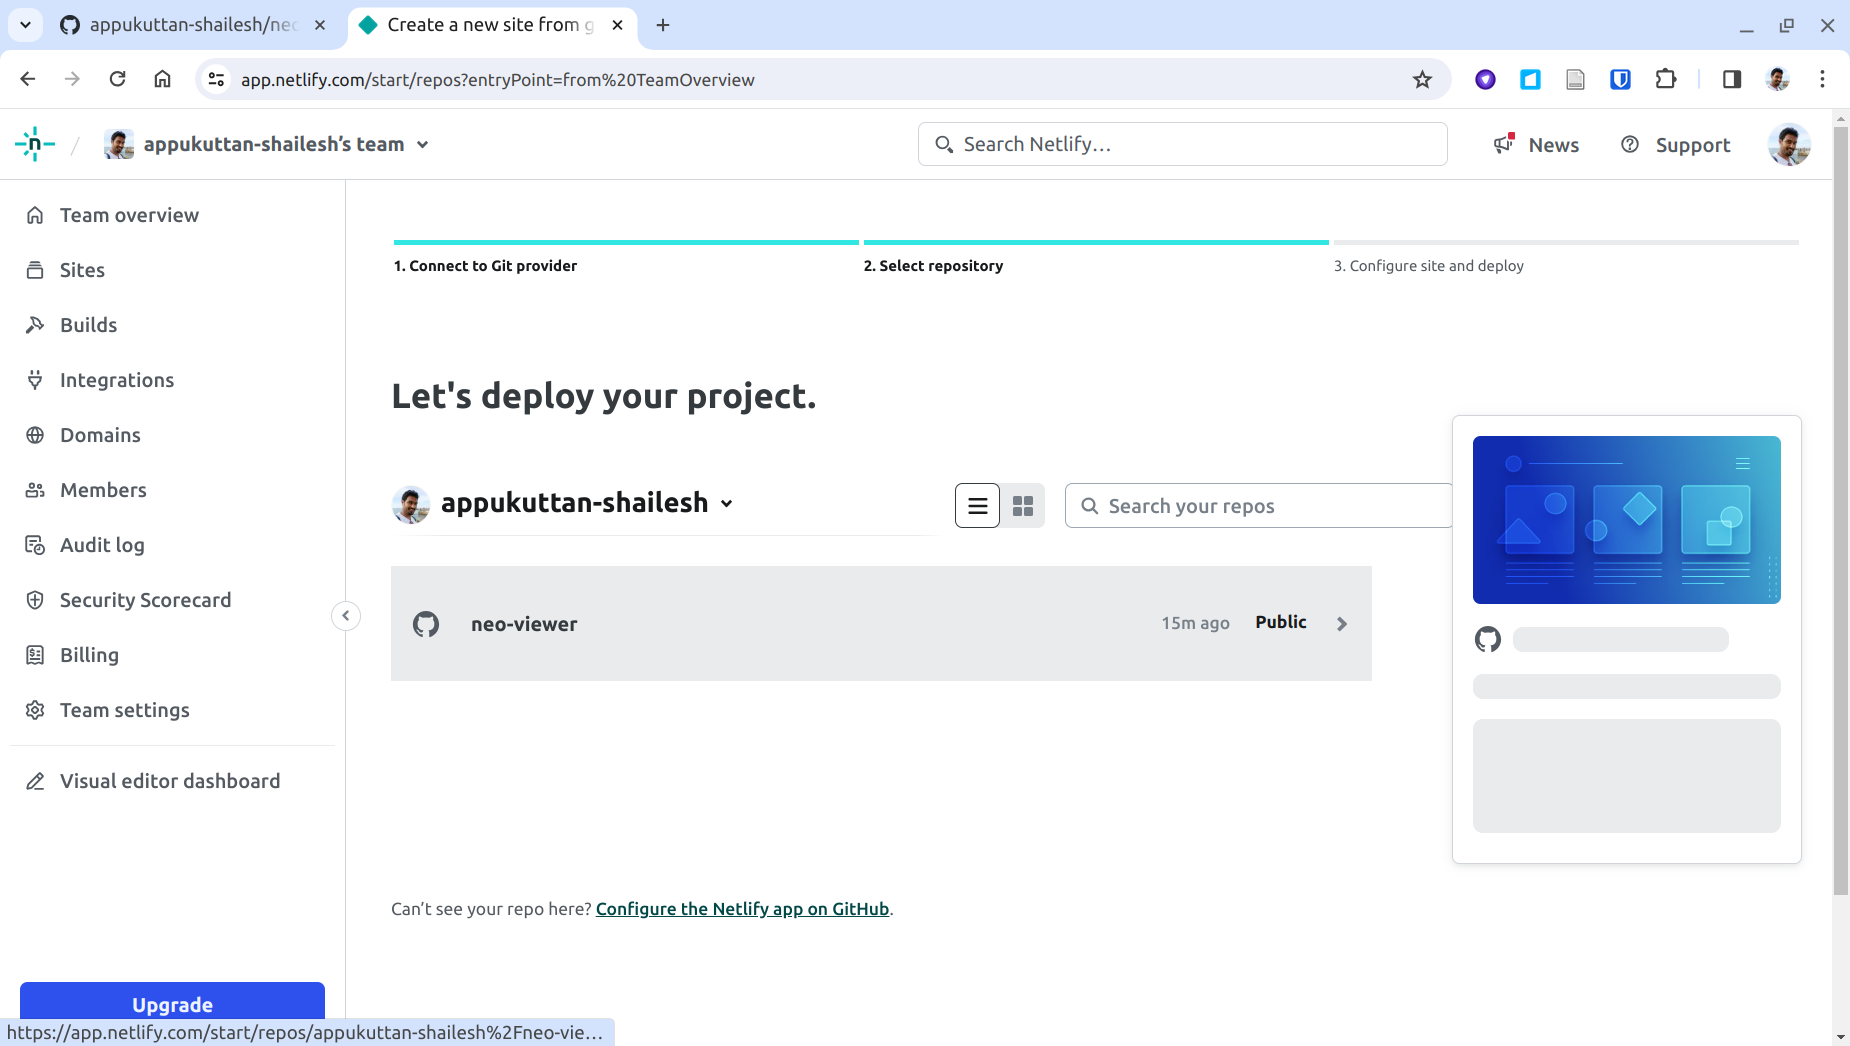 appukuttan-shailesh/neo
Create a new site from g
app.netlify.com/start/repos?entryPoint=from%20TeamOverview
appukuttan-shailesh's team
Search Netlify…
News
Support
Team overview
Sites
Builds
Integrations
Domains
Members
Audit log
Security Scorecard
Billing
Team settings
Visual editor dashboard
Upgrade
1. Connect to Git provider
2. Select repository
3. Configure site and deploy
Let's deploy your project.
appukuttan-shailesh
Search your repos
neo-viewer
15m ago
Public
Can't see your repo here? Configure the Netlify app on GitHub.
https://app.netlify.com/start/repos/appukuttan-shailesh%2Fneo-vie…